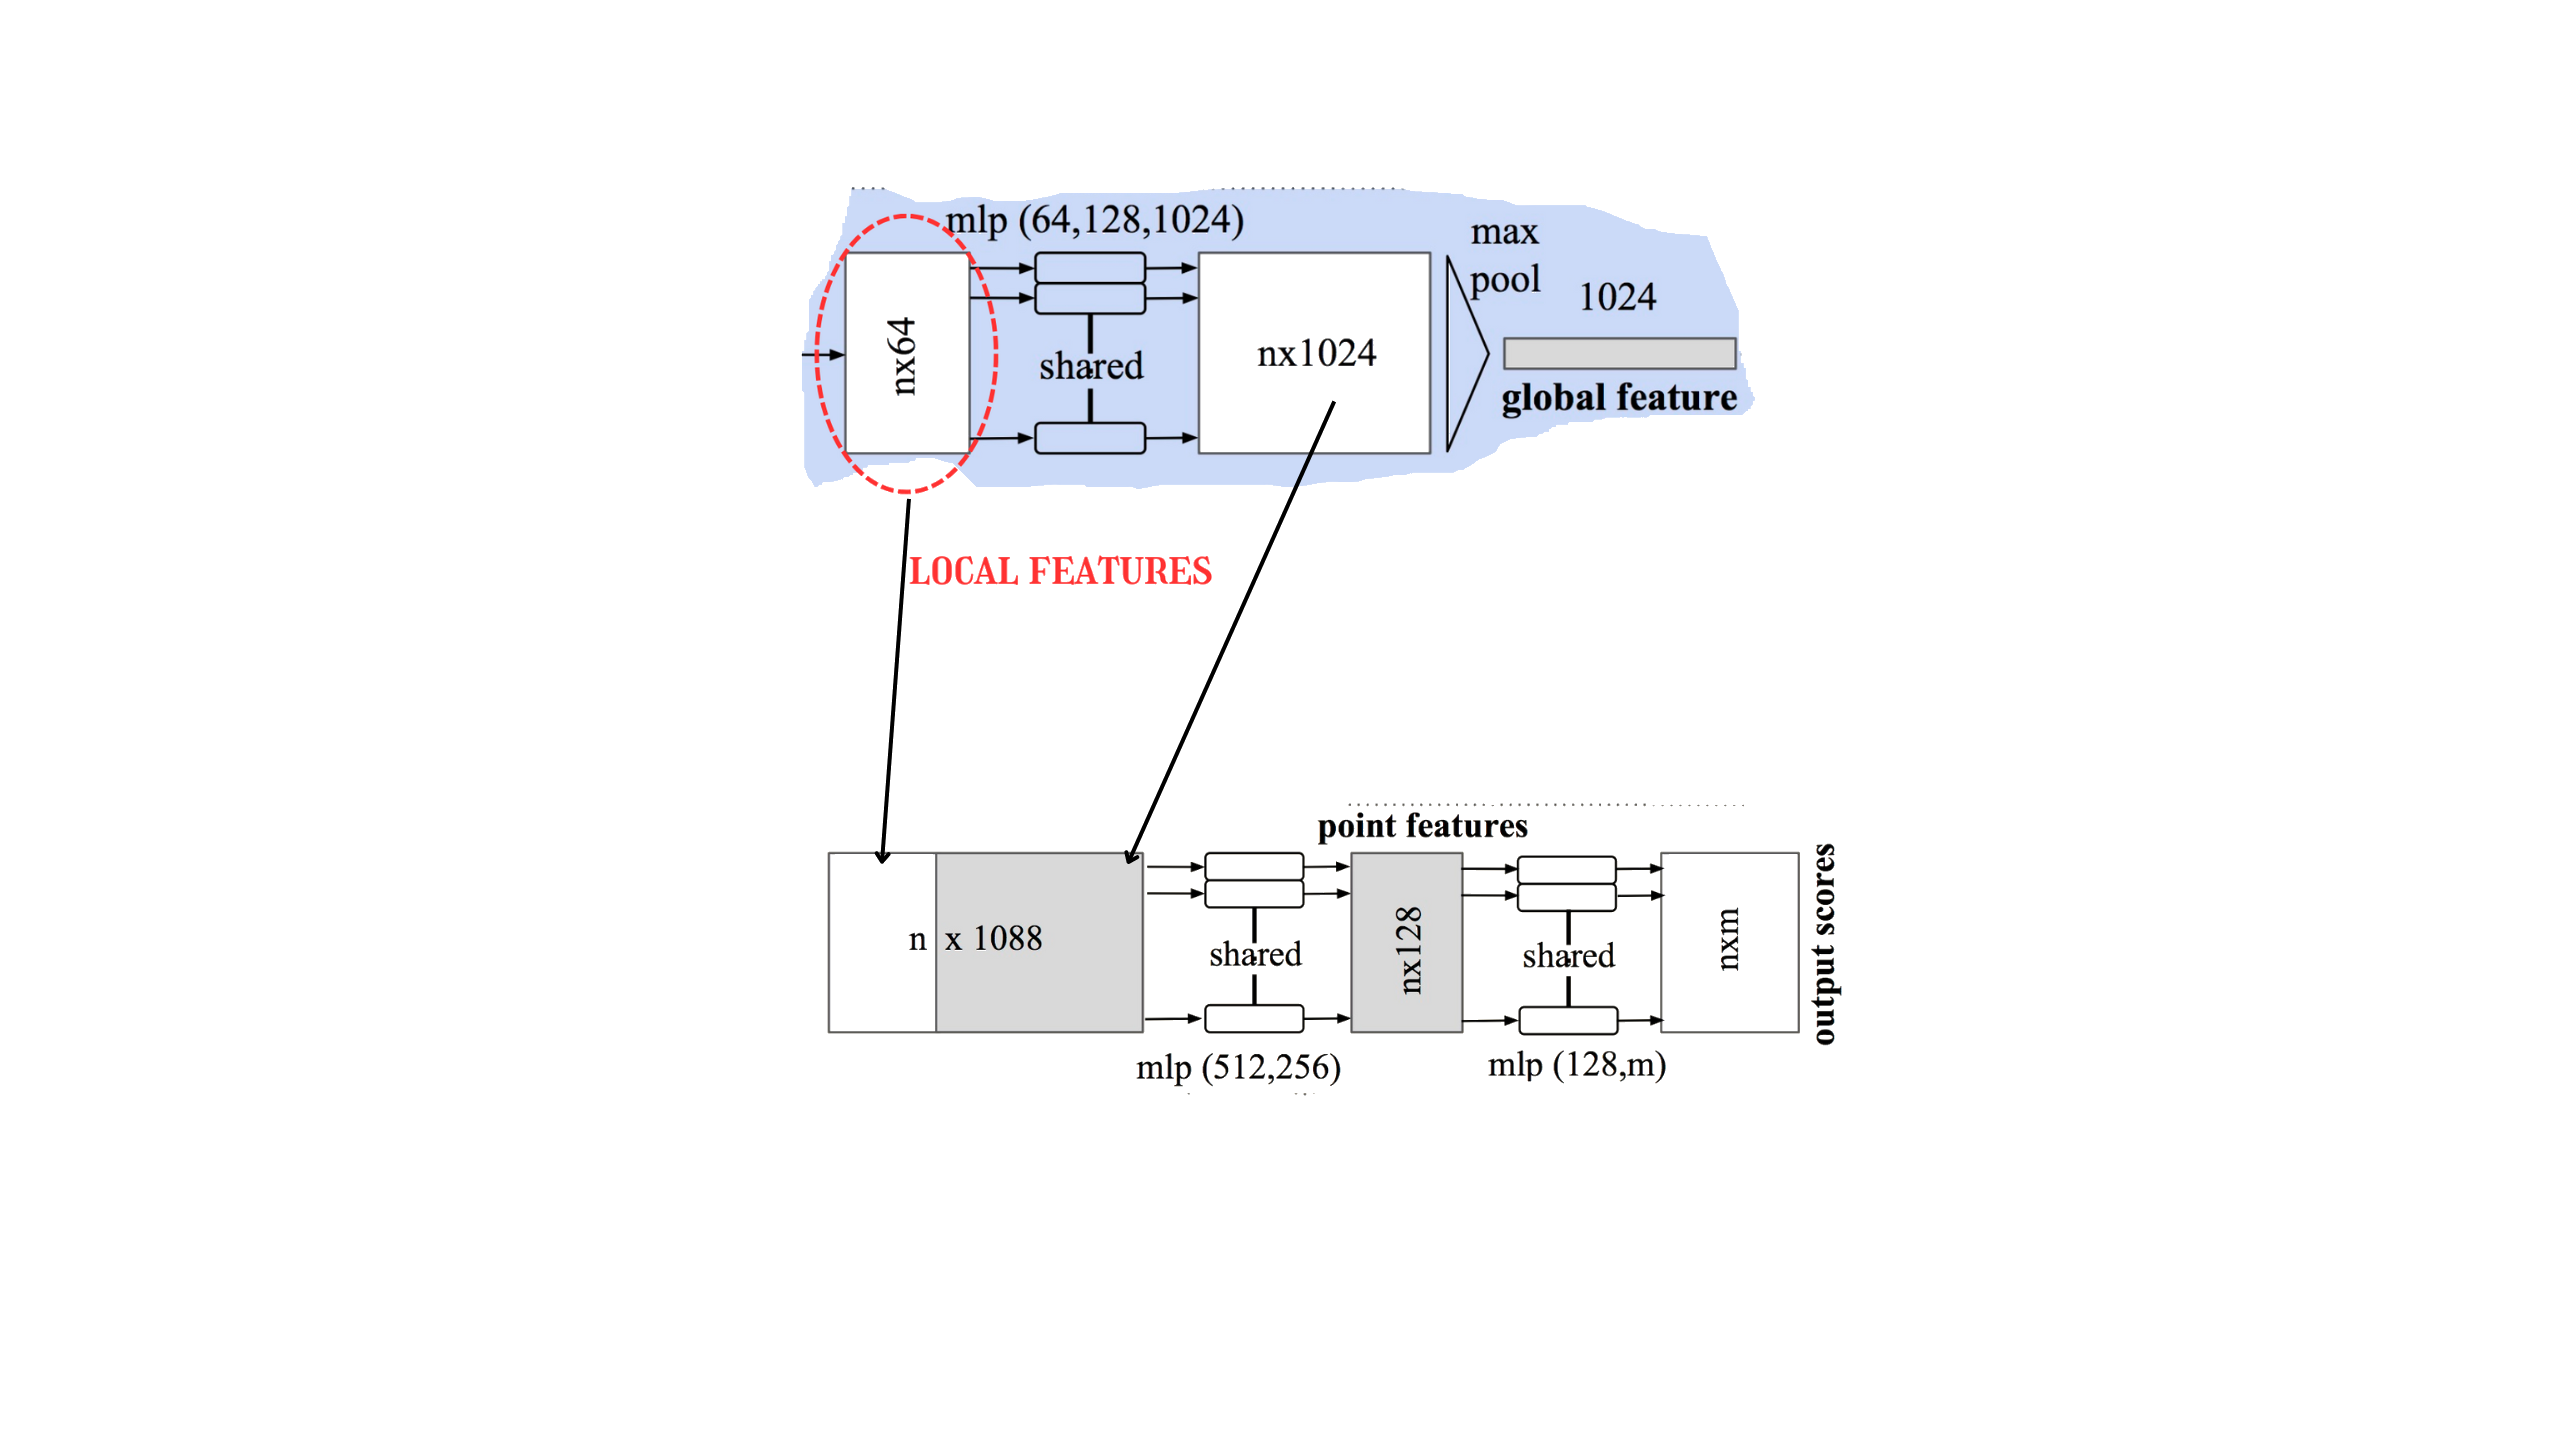 mlp (64,128,1024)
max
pool
nx64
shared
nx1024
1024
global feature
LOCAL FEATURES
point features
n x 1088
shared
nx128
shared
nxm
output scores
mlp (512,256)
mlp (128,m)